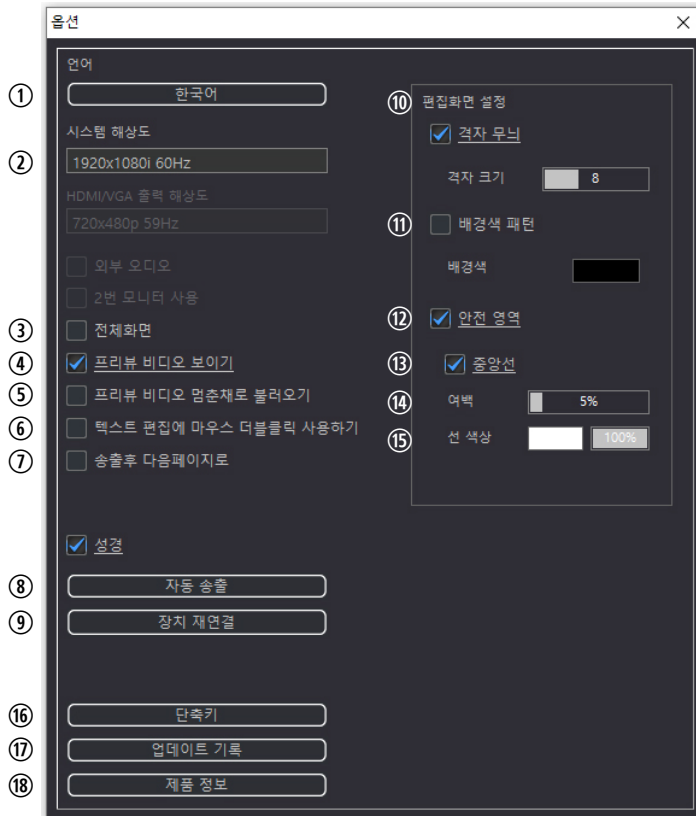 옵션
언어
① 한국어
시스템 해상도
② 1920x1080i 60Hz
HDMI/VGA 출력 해상도
720x480p 59Hz
외부 오디오
2번 모니터 사용
③ 전체화면
④ 프리뷰 비디오 보이기
⑤ 프리뷰 비디오 멈춘채로 불러오기
⑥ 텍스트 편집에 마우스 더블클릭 사용하기
⑦ 송출후 다음페이지로
성경
⑧ 자동 송출
⑨ 장치 재연결
⑩ 편집화면 설정
격자 무늬
격자 크기 8
⑪ 배경색 패턴
배경색
⑫ 안전 영역
⑬ 중앙선
⑭ 여백 5%
⑮ 선 색상 100%
⑯ 단축키
⑰ 업데이트 기록
⑱ 제품 정보